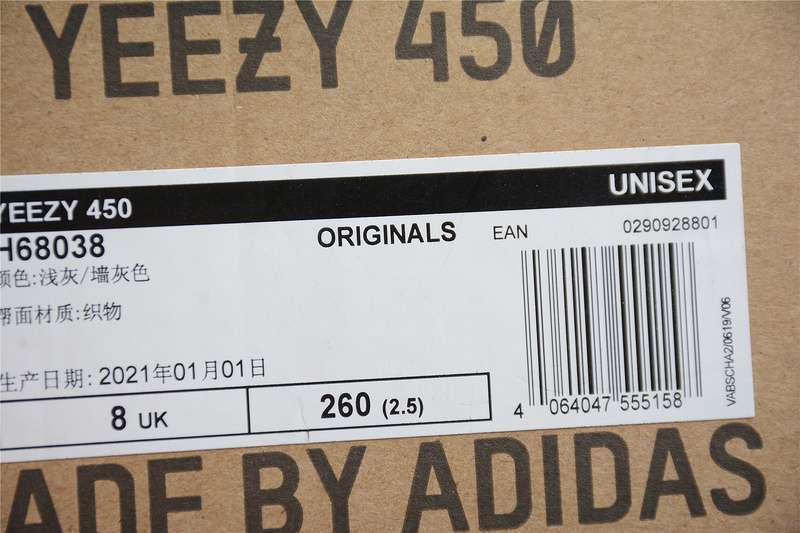 YEEZY 450
YEEZY 450
UNISEX
H68038
ORIGINALS
EAN
0290928801
颜色:浅灰/墙灰色
帮面材质:织物
生产日期: 2021年01月01日
8 UK
260 (2.5)
4 064047 555158
VABSCHA2/0619/V06
MADE BY ADIDAS